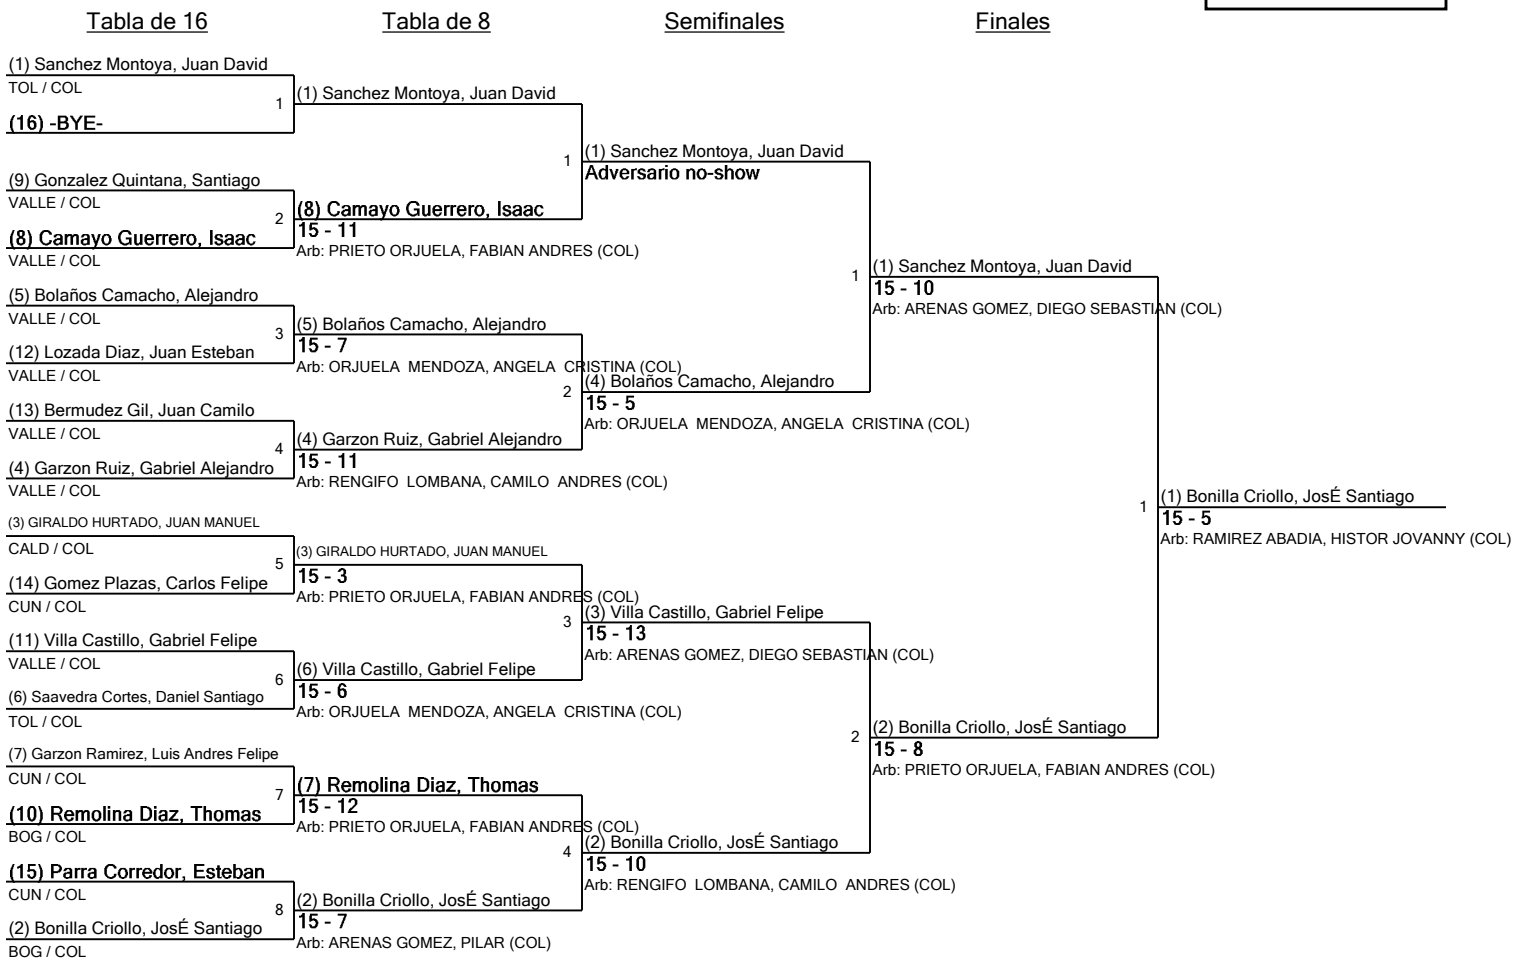 Tabla de 16
Tabla de 8
Semifinales
Finales
(1) Sanchez Montoya, Juan David
TOL / COL
1
(16) -BYE-
(9) Gonzalez Quintana, Santiago
VALLE / COL
2
(8) Camayo Guerrero, Isaac
VALLE / COL
(5) Bolaños Camacho, Alejandro
VALLE / COL
3
(12) Lozada Diaz, Juan Esteban
VALLE / COL
(13) Bermudez Gil, Juan Camilo
VALLE / COL
4
(4) Garzon Ruiz, Gabriel Alejandro
VALLE / COL
(3) GIRALDO HURTADO, JUAN MANUEL
CALD / COL
5
(14) Gomez Plazas, Carlos Felipe
CUN / COL
(11) Villa Castillo, Gabriel Felipe
VALLE / COL
6
(6) Saavedra Cortes, Daniel Santiago
TOL / COL
(7) Garzon Ramirez, Luis Andres Felipe
CUN / COL
7
(10) Remolina Diaz, Thomas
BOG / COL
(15) Parra Corredor, Esteban
CUN / COL
8
(2) Bonilla Criollo, JosÉ Santiago
BOG / COL
(1) Sanchez Montoya, Juan David
1
(8) Camayo Guerrero, Isaac
15 - 11
Arb: PRIETO ORJUELA, FABIAN ANDRES (COL)
(5) Bolaños Camacho, Alejandro
15 - 7
Arb: ORJUELA MENDOZA, ANGELA CRISTINA (COL)
2
(4) Garzon Ruiz, Gabriel Alejandro
15 - 11
Arb: RENGIFO LOMBANA, CAMILO ANDRES (COL)
(3) GIRALDO HURTADO, JUAN MANUEL
15 - 3
Arb: PRIETO ORJUELA, FABIAN ANDRES (COL)
3
(6) Villa Castillo, Gabriel Felipe
15 - 6
Arb: ORJUELA MENDOZA, ANGELA CRISTINA (COL)
(7) Remolina Diaz, Thomas
15 - 12
Arb: PRIETO ORJUELA, FABIAN ANDRES (COL)
4
(2) Bonilla Criollo, JosÉ Santiago
15 - 7
Arb: ARENAS GOMEZ, PILAR (COL)
(1) Sanchez Montoya, Juan David
Adversario no-show
1
(4) Bolaños Camacho, Alejandro
15 - 5
Arb: ORJUELA MENDOZA, ANGELA CRISTINA (COL)
(3) Villa Castillo, Gabriel Felipe
15 - 13
Arb: ARENAS GOMEZ, DIEGO SEBASTIAN (COL)
2
(2) Bonilla Criollo, JosÉ Santiago
15 - 10
Arb: RENGIFO LOMBANA, CAMILO ANDRES (COL)
(1) Sanchez Montoya, Juan David
15 - 10
Arb: ARENAS GOMEZ, DIEGO SEBASTIAN (COL)
1
(2) Bonilla Criollo, JosÉ Santiago
15 - 8
Arb: PRIETO ORJUELA, FABIAN ANDRES (COL)
(1) Bonilla Criollo, JosÉ Santiago
15 - 5
Arb: RAMIREZ ABADIA, HISTOR JOVANNY (COL)